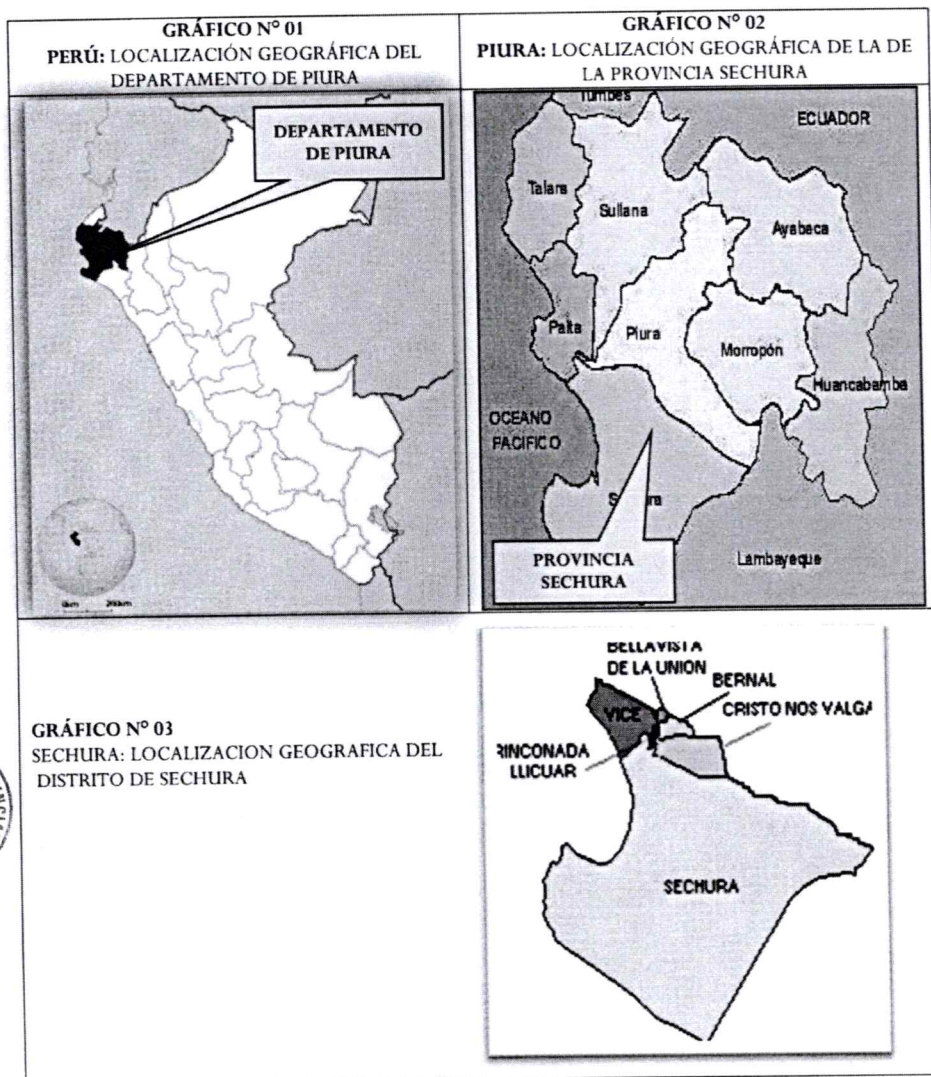 GRÁFICO N° 01
PERÚ: LOCALIZACIÓN GEOGRÁFICA DEL
DEPARTAMENTO DE PIURA
GRÁFICO N° 02
PIURA: LOCALIZACIÓN GEOGRÁFICA DE LA DE
LA PROVINCIA SECHURA
DEPARTAMENTO
DE PIURA
0km 200km
Tumbes
ECUADOR
Talara
Sullana
Ayabaca
Paita
Piura
Morropón
Huancabamba
OCEANO
PACIFICO
PROVINCIA
SECHURA
Lambayeque
GRÁFICO N° 03
SECHURA: LOCALIZACION GEOGRAFICA DEL
DISTRITO DE SECHURA
BELLAVISTA
DE LA UNION
BERNAL
VICE
CRISTO NOS VALGA
RINCONADA
LLICUAR
SECHURA